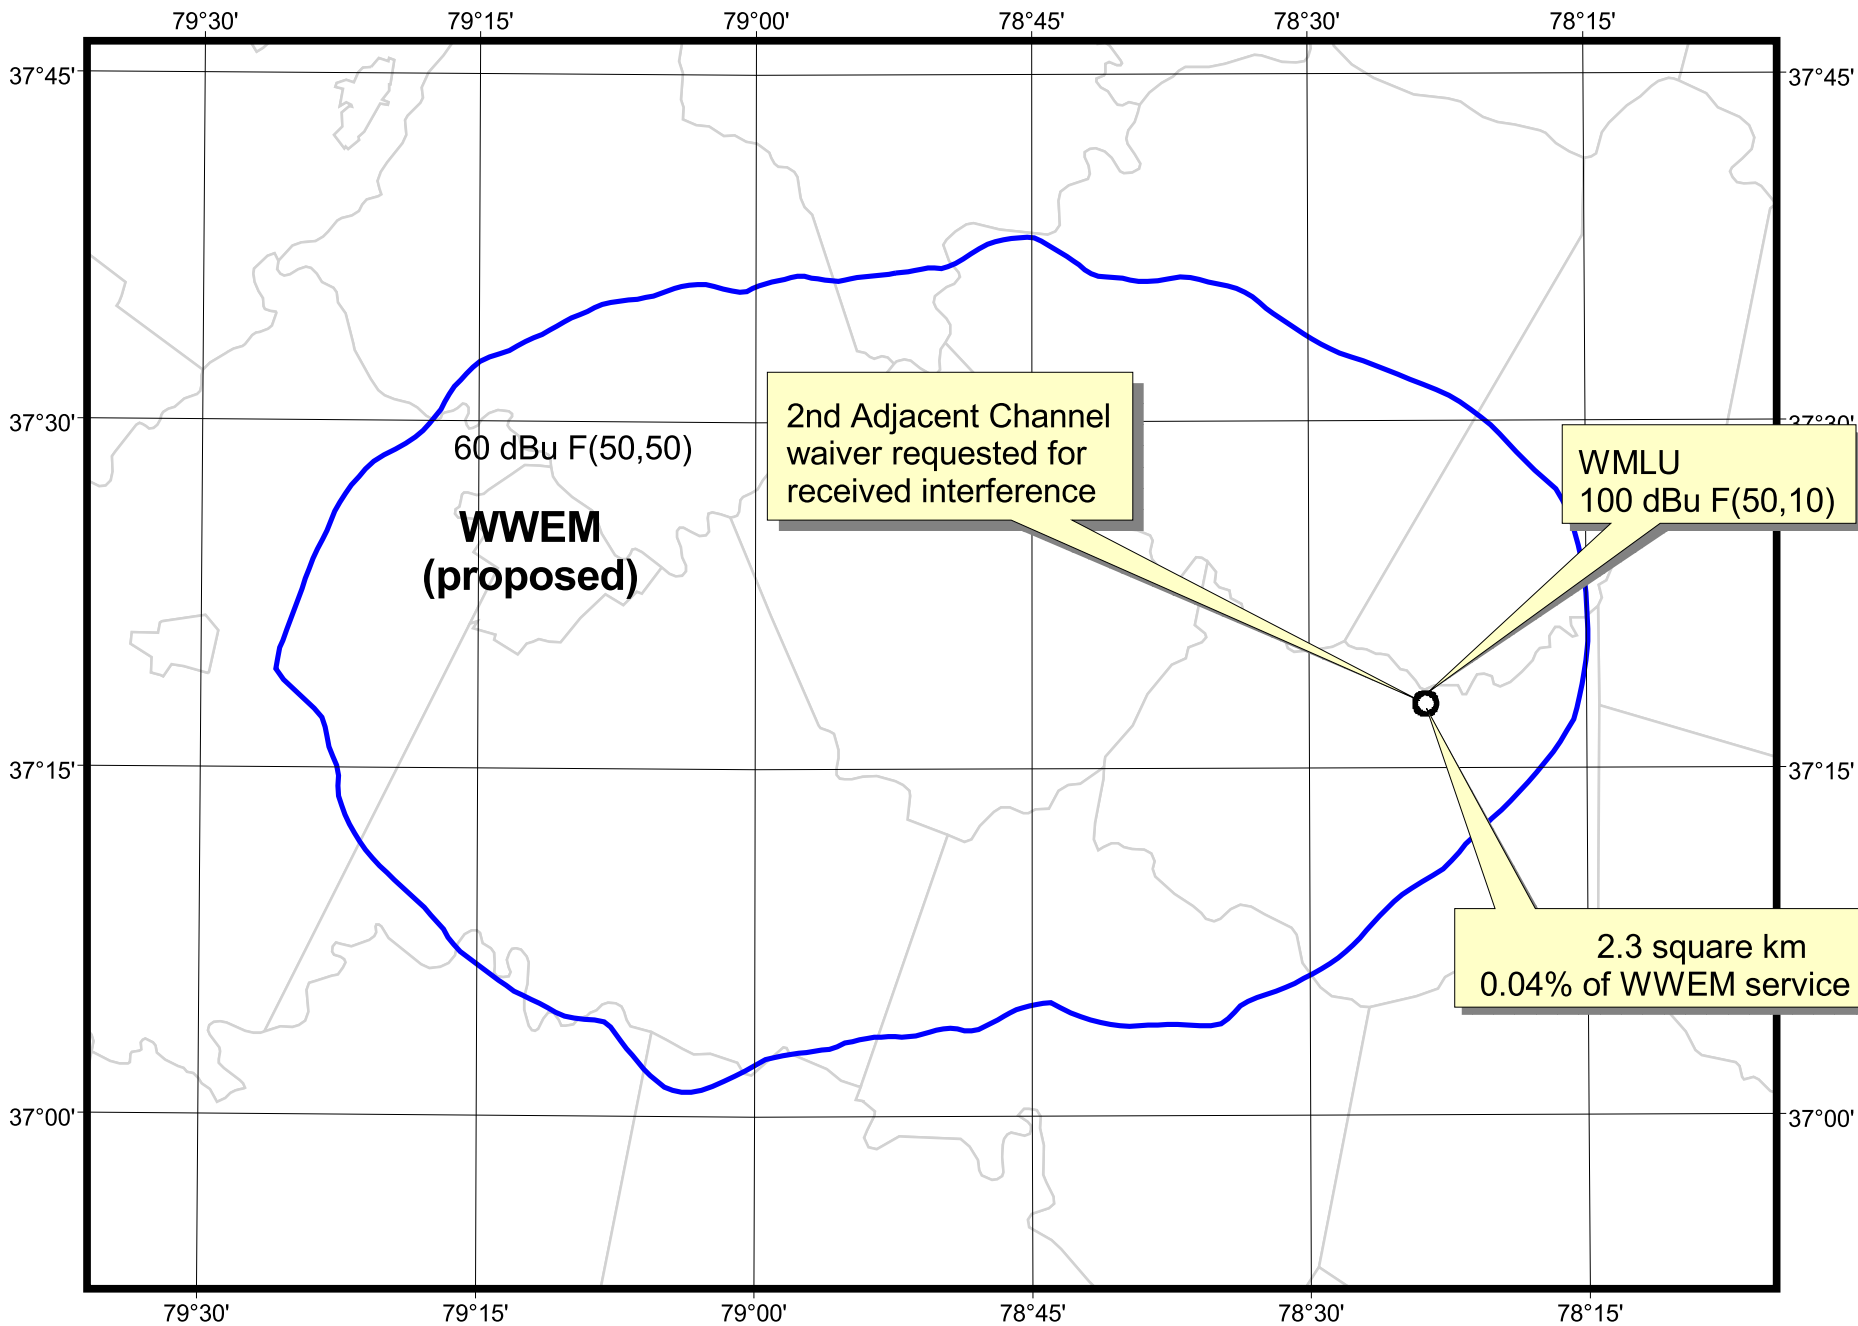 79°30' 79°15' 79°00' 78°45' 78°30' 78°15'
37°45' 37°45'
37°30' 37°30'
60 dBu F(50,50)
WWEM
(proposed)
2nd Adjacent Channel
waiver requested for
received interference
WMLU
100 dBu F(50,10)
37°15' 37°15'
2.3 square km
0.04% of WWEM service
37°00' 37°00'
79°30' 79°15' 79°00' 78°45' 78°30' 78°15'